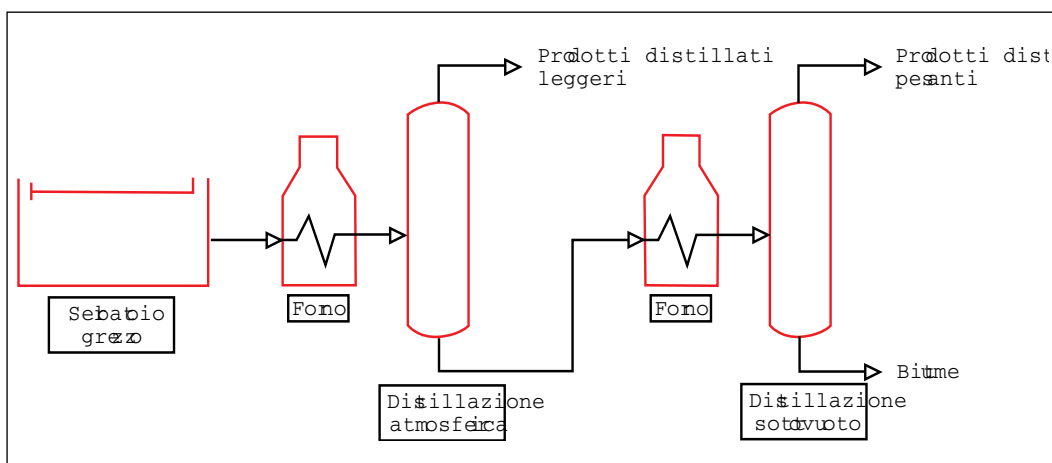 Prodotti distillati
leggeri
Prodotti dist
pesanti
Serbatoio
grezzo
Forno
Forno
Bitume
Distillazione
atmosferica
Distillazione
sottovuoto